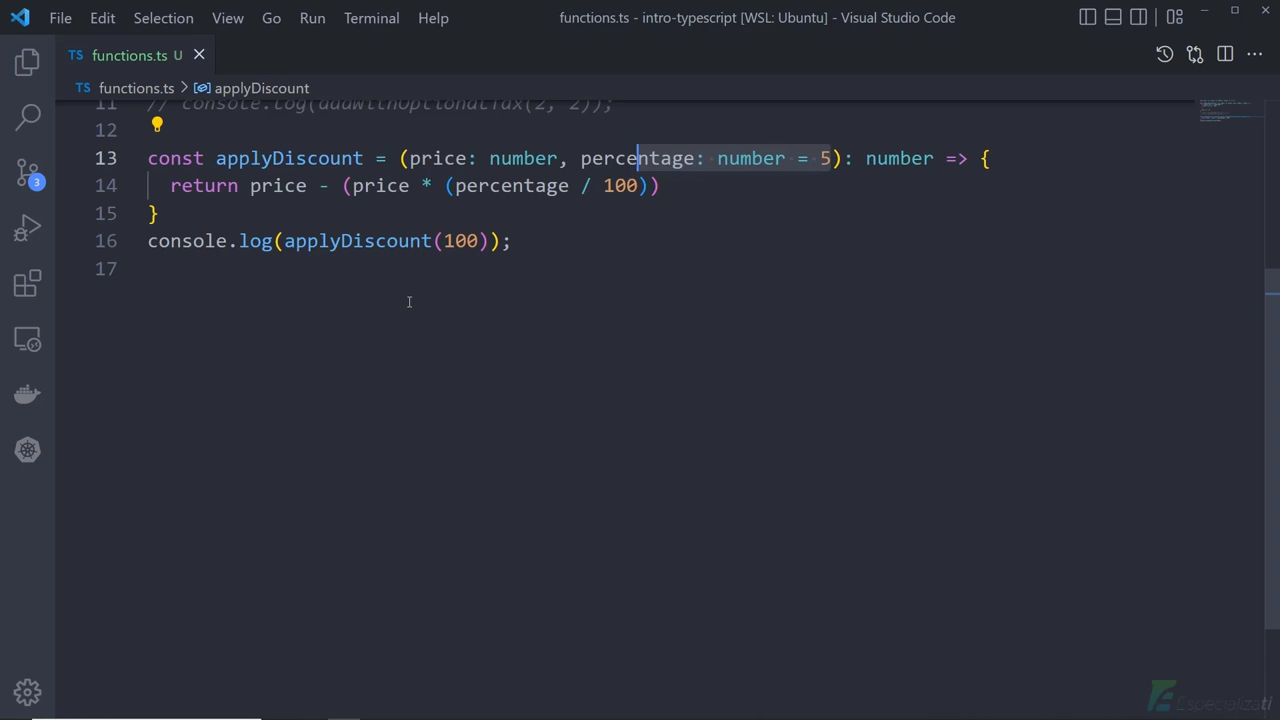 File Edit Selection View Go Run Terminal Help functions.ts - intro-typescript [WSL: Ubuntu] - Visual Studio Code
TS functions.ts U
TS functions.ts > applyDiscount
11 // console.log(addWithOptionalTax(2, 2));
12
13 const applyDiscount = (price: number, percentage: number = 5): number => {
14 return price - (price * (percentage / 100))
15 }
3
16 console.log(applyDiscount(100));
17
EspecializaTi